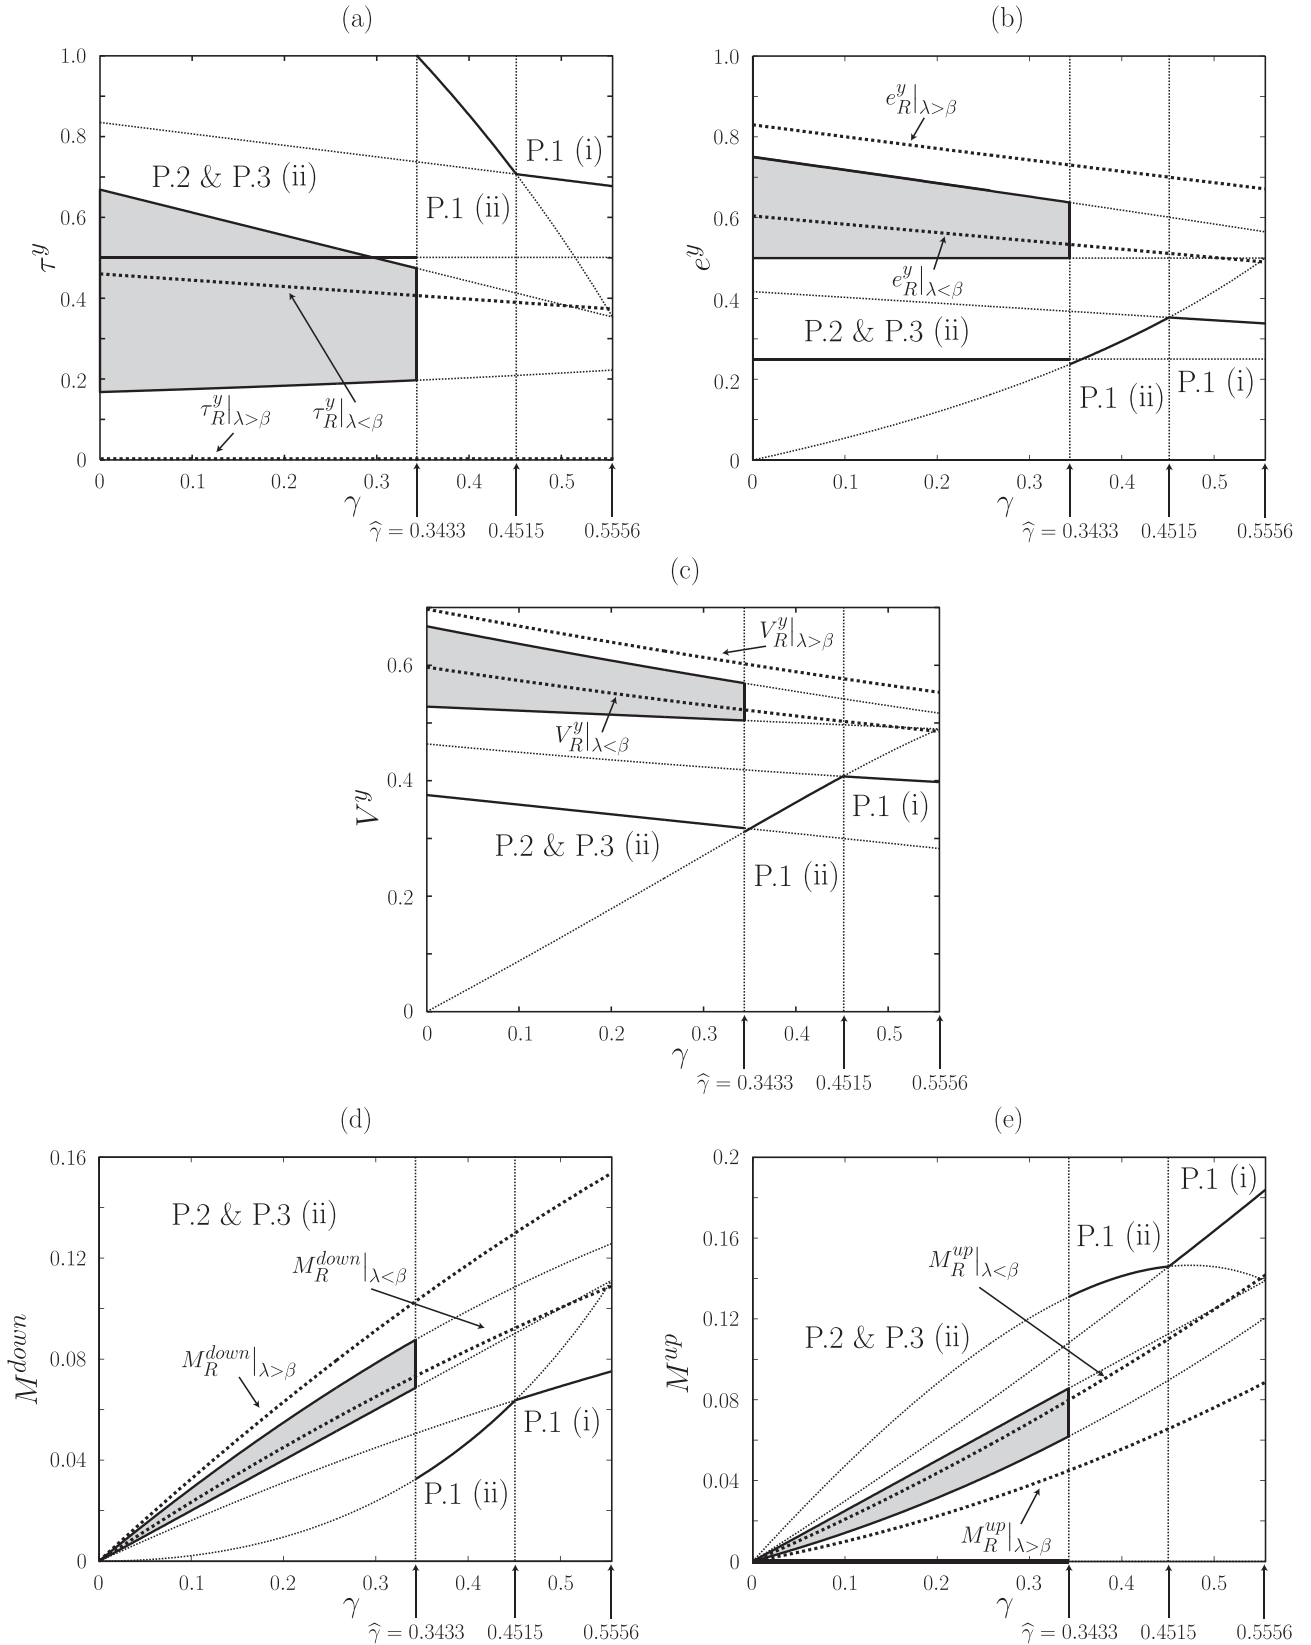 (a)
1.0
0.8
0.6
0.4
0.2
0
τ^y
P.2 & P.3 (ii)
P.1 (ii)
P.1 (i)
τ_R^y|_{λ>β}
τ_R^y|_{λ<β}
0 0.1 0.2 0.3 0.4 0.5
γ
γ̂ = 0.3433 0.4515 0.5556
(b)
1.0
0.8
0.6
0.4
0.2
0
e^y
e_R^y|_{λ>β}
e_R^y|_{λ<β}
P.2 & P.3 (ii)
P.1 (ii)
P.1 (i)
0 0.1 0.2 0.3 0.4 0.5
γ
γ̂ = 0.3433 0.4515 0.5556
(c)
0.6
0.4
0.2
0
V^y
V_R^y|_{λ>β}
V_R^y|_{λ<β}
P.1 (i)
P.2 & P.3 (ii)
P.1 (ii)
0 0.1 0.2 0.3 0.4 0.5
γ
γ̂ = 0.3433 0.4515 0.5556
(d)
0.16
0.12
0.08
0.04
0
M^{down}
P.2 & P.3 (ii)
M_R^{down}|_{λ<β}
M_R^{down}|_{λ>β}
P.1 (i)
P.1 (ii)
0 0.1 0.2 0.3 0.4 0.5
γ
γ̂ = 0.3433 0.4515 0.5556
(e)
0.2
0.16
0.12
0.08
0.04
0
M^{up}
P.1 (i)
P.1 (ii)
M_R^{up}|_{λ<β}
P.2 & P.3 (ii)
M_R^{up}|_{λ>β}
0 0.1 0.2 0.3 0.4 0.5
γ
γ̂ = 0.3433 0.4515 0.5556